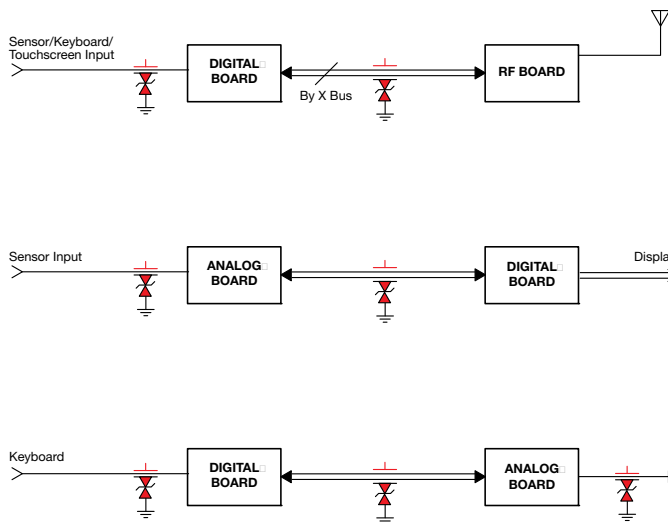 Sensor/Keyboard/
Touchscreen Input
DIGITAL
BOARD
By X Bus
RF BOARD
Sensor Input
ANALOG
BOARD
DIGITAL
BOARD
Displa
Keyboard
DIGITAL
BOARD
ANALOG
BOARD